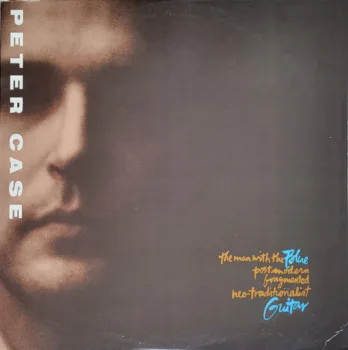 PETER CASE
the man with the Blue
post-modern
fragmented
neo-traditionalist
Guitar